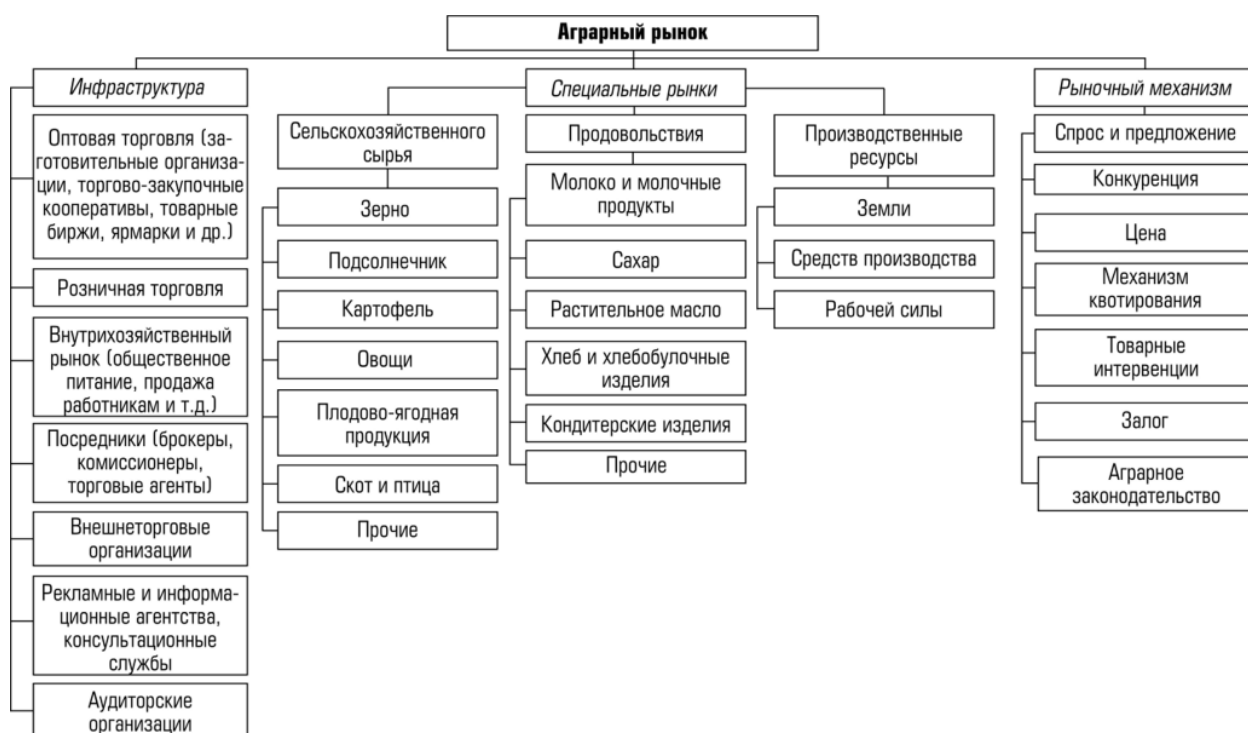 Аграрный рынок
Инфраструктура
Оптовая торговля (за-
готовительные организа-
ции, торгово-закупочные
кооперативы, товарные
биржи, ярмарки и др.)
Розничная торговля
Внутрихозяйственный
рынок (общественное
питание, продажа
работникам и т.д.)
Посредники (брокеры,
комиссионеры,
торговые агенты)
Внешнеторговые
организации
Рекламные и информа-
ционные агентства,
консультационные
службы
Аудиторские
организации
Специальные рынки
Сельскохозяйственного
сырья
Зерно
Подсолнечник
Картофель
Овощи
Плодово-ягодная
продукция
Скот и птица
Прочие
Продовольствия
Молоко и молочные
продукты
Сахар
Растительное масло
Хлеб и хлебобулочные
изделия
Кондитерские изделия
Прочие
Производственные
ресурсы
Земли
Средств производства
Рабочей силы
Рыночный механизм
Спрос и предложение
Конкуренция
Цена
Механизм
квотирования
Товарные
интервенции
Залог
Аграрное
законодательство